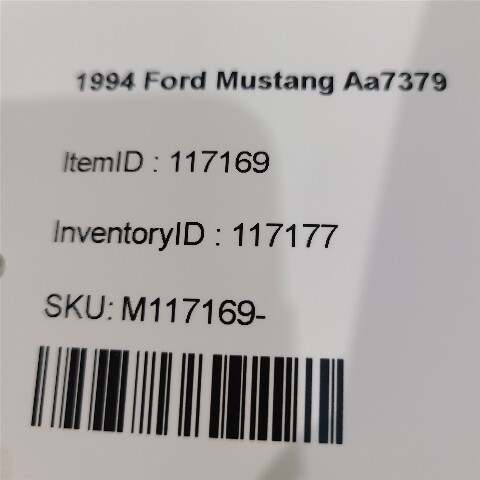 1994 Ford Mustang Aa7379
ItemID : 117169
InventoryID : 117177
SKU: M117169-